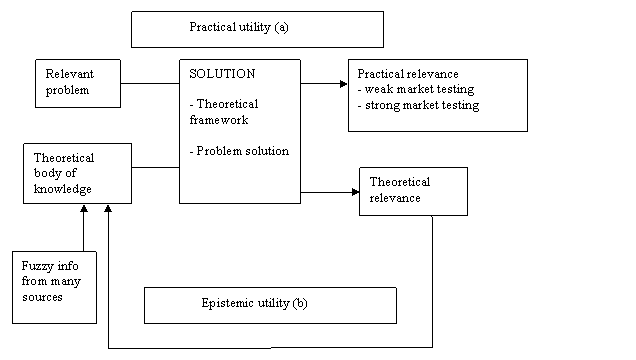 Practical utility (a)
Relevant
problem
SOLUTION
- Theoretical
framework
- Problem solution
Practical relevance
- weak market testing
- strong market testing
Theoretical
body of
knowledge
Theoretical
relevance
Fuzzy info
from many
sources
Epistemic utility (b)